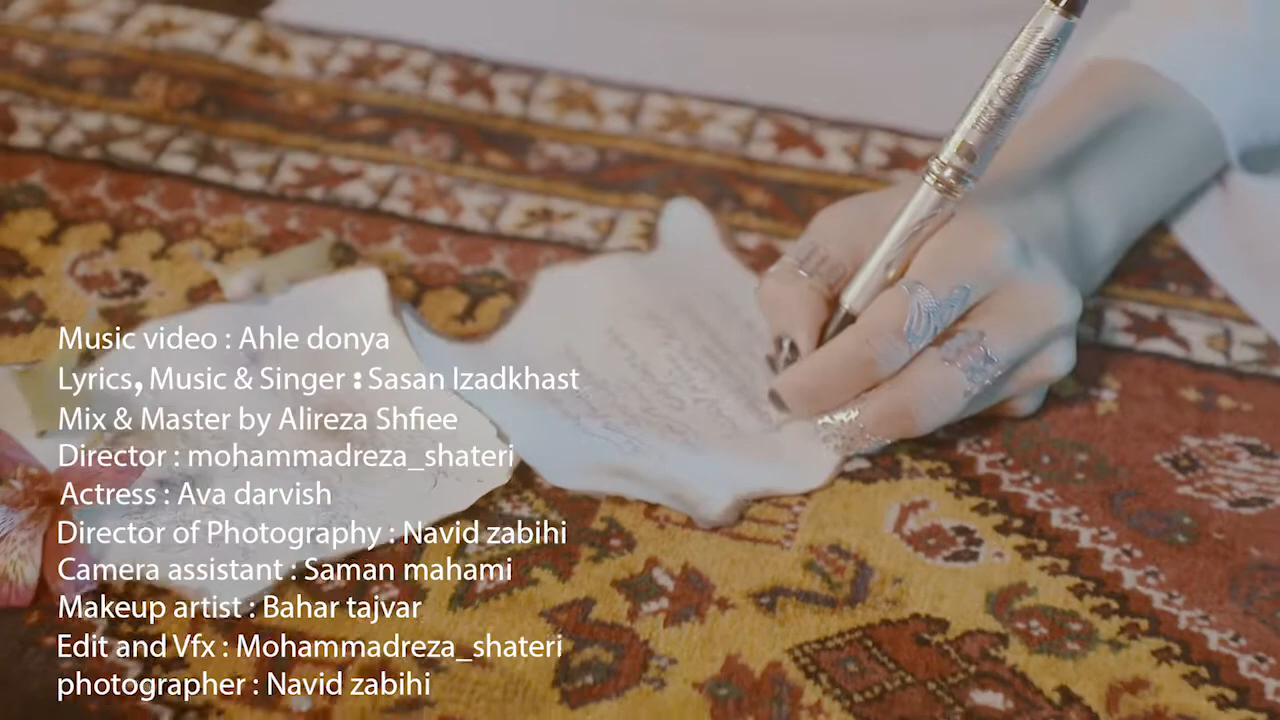 Music video : Ahle donya
Lyrics, Music & Singer : Sasan Izadkhast
Mix & Master by Alireza Shfiee
Director : mohammadreza_shateri
Actress : Ava darvish
Director of Photography : Navid zabihi
Camera assistant : Saman mahami
Makeup artist : Bahar tajvar
Edit and Vfx : Mohammadreza_shateri
photographer : Navid zabihi